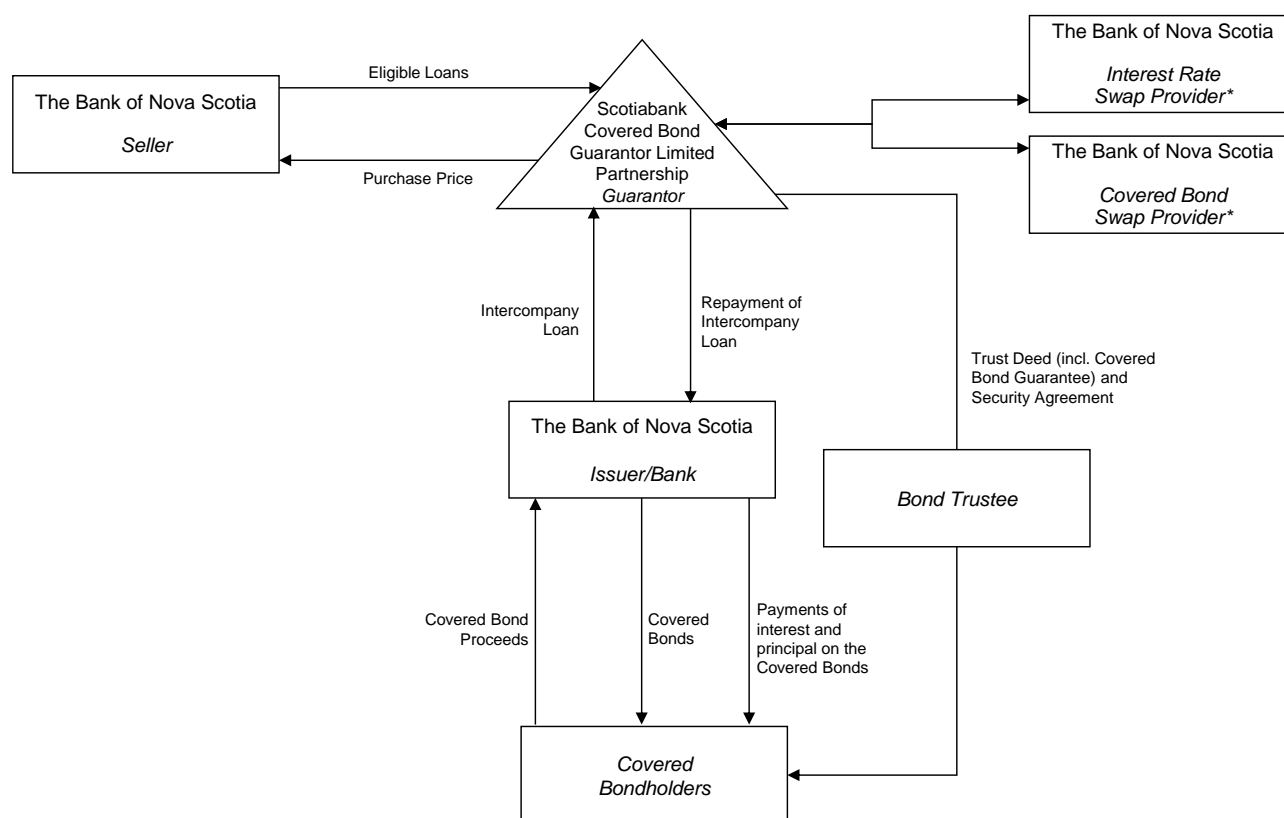 The Bank of Nova Scotia
Seller
Eligible Loans
Purchase Price
Scotiabank
Covered Bond
Guarantor Limited
Partnership
Guarantor
The Bank of Nova Scotia
Interest Rate
Swap Provider*
The Bank of Nova Scotia
Covered Bond
Swap Provider*
Intercompany
Loan
Repayment of
Intercompany
Loan
Trust Deed (incl. Covered
Bond Guarantee) and
Security Agreement
The Bank of Nova Scotia
Issuer/Bank
Bond Trustee
Covered Bond
Proceeds
Covered
Bonds
Payments of
interest and
principal on the
Covered Bonds
Covered
Bondholders